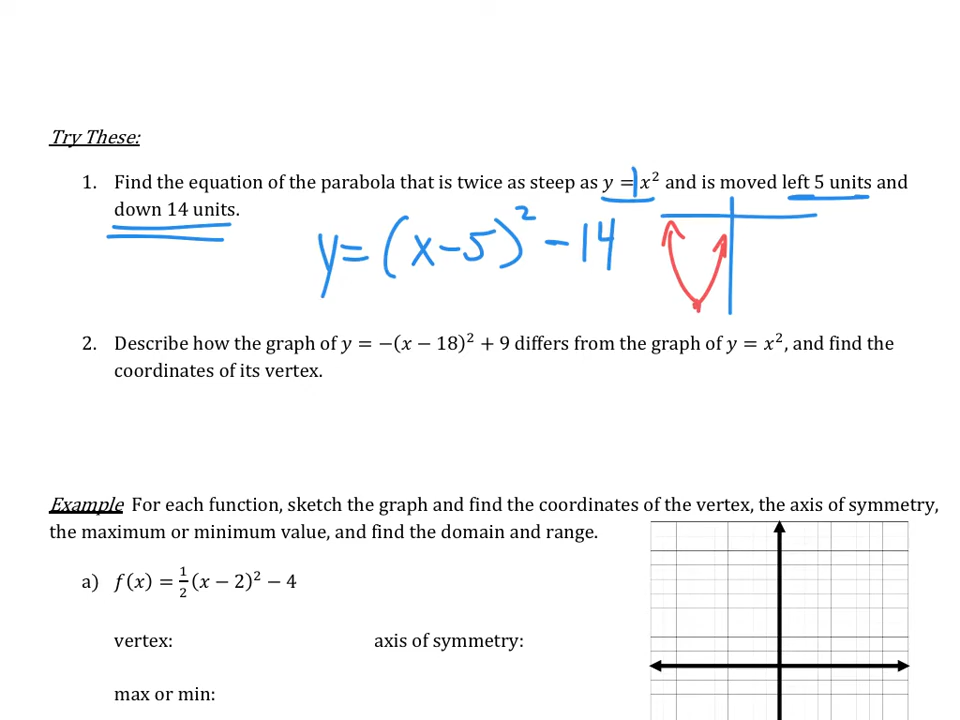 Try These:
1. Find the equation of the parabola that is twice as steep as y = 1x² and is moved left 5 units and
down 14 units.
y = (x – 5)² – 14
2. Describe how the graph of y = −(x − 18)² + 9 differs from the graph of y = x², and find the
coordinates of its vertex.
Example For each function, sketch the graph and find the coordinates of the vertex, the axis of symmetry,
the maximum or minimum value, and find the domain and range.
a) f(x) = ½(x − 2)² − 4
vertex: axis of symmetry:
max or min: